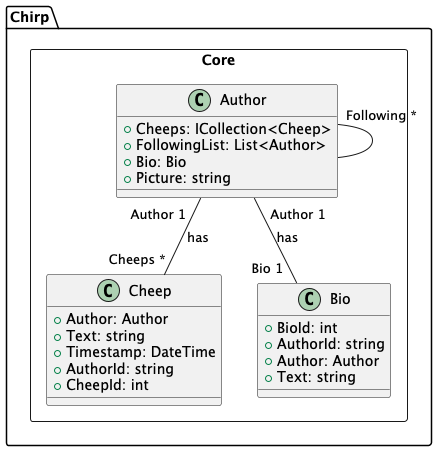 Chirp
Core
C Author
Cheeps: ICollection<Cheep>
FollowingList: List<Author>
Bio: Bio
Picture: string
Following *
Author 1
Author 1
has
has
Cheeps *
Bio 1
C Cheep
Author: Author
Text: string
Timestamp: DateTime
AuthorId: string
CheepId: int
C Bio
BioId: int
AuthorId: string
Author: Author
Text: string